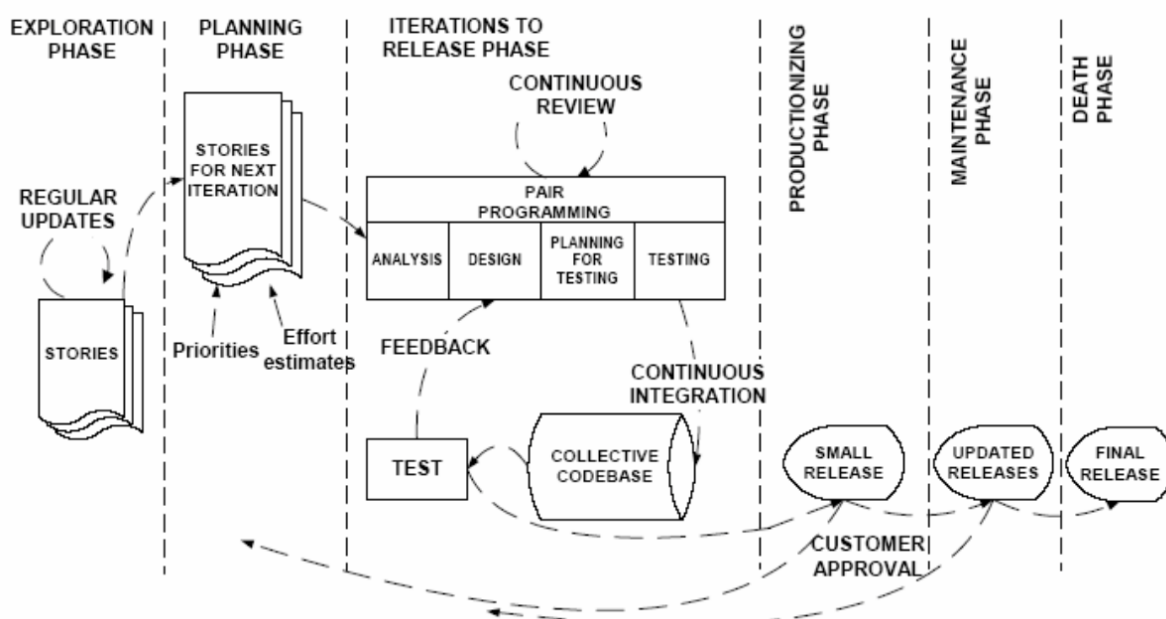 EXPLORATION
PHASE
PLANNING
PHASE
ITERATIONS TO
RELEASE PHASE
PRODUCTIONIZING
PHASE
MAINTENANCE
PHASE
DEATH
PHASE
CONTINUOUS
REVIEW
STORIES
FOR NEXT
ITERATION
REGULAR
UPDATES
PAIR
PROGRAMMING
ANALYSIS
DESIGN
PLANNING
FOR
TESTING
TESTING
STORIES
Priorities
Effort
estimates
FEEDBACK
CONTINUOUS
INTEGRATION
TEST
COLLECTIVE
CODEBASE
SMALL
RELEASE
UPDATED
RELEASES
FINAL
RELEASE
CUSTOMER
APPROVAL